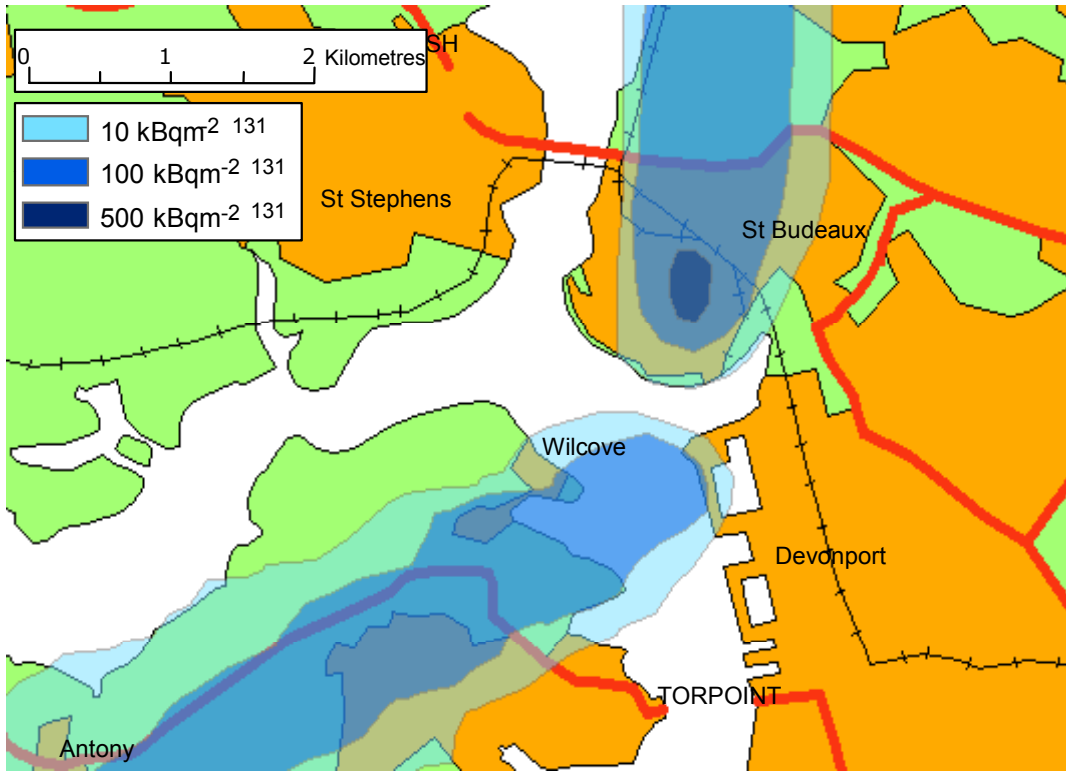 SH
0 1 2 Kilometres
10 kBqm-2 131
100 kBqm-2 131
500 kBqm-2 131
St Stephens
St Budeaux
Wilcove
Devonport
TORPOINT
Antony